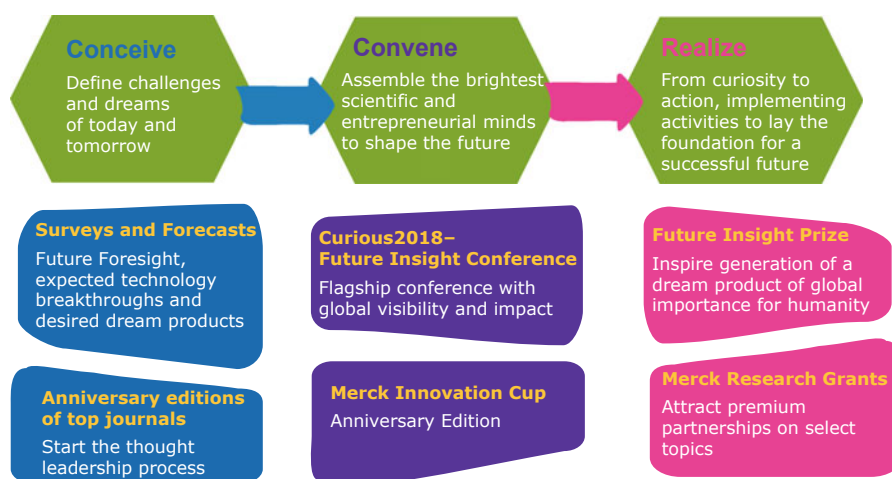 Conceive
Define challenges
and dreams
of today and
tomorrow
Convene
Assemble the brightest
scientific and
entrepreneurial minds
to shape the future
Realize
From curiosity to
action, implementing
activities to lay the
foundation for a
successful future
Surveys and Forecasts
Future Foresight,
expected technology
breakthroughs and
desired dream products
Curious2018–
Future Insight Conference
Flagship conference with
global visibility and impact
Future Insight Prize
Inspire generation of a
dream product of global
importance for humanity
Anniversary editions
of top journals
Start the thought
leadership process
Merck Innovation Cup
Anniversary Edition
Merck Research Grants
Attract premium
partnerships on select
topics